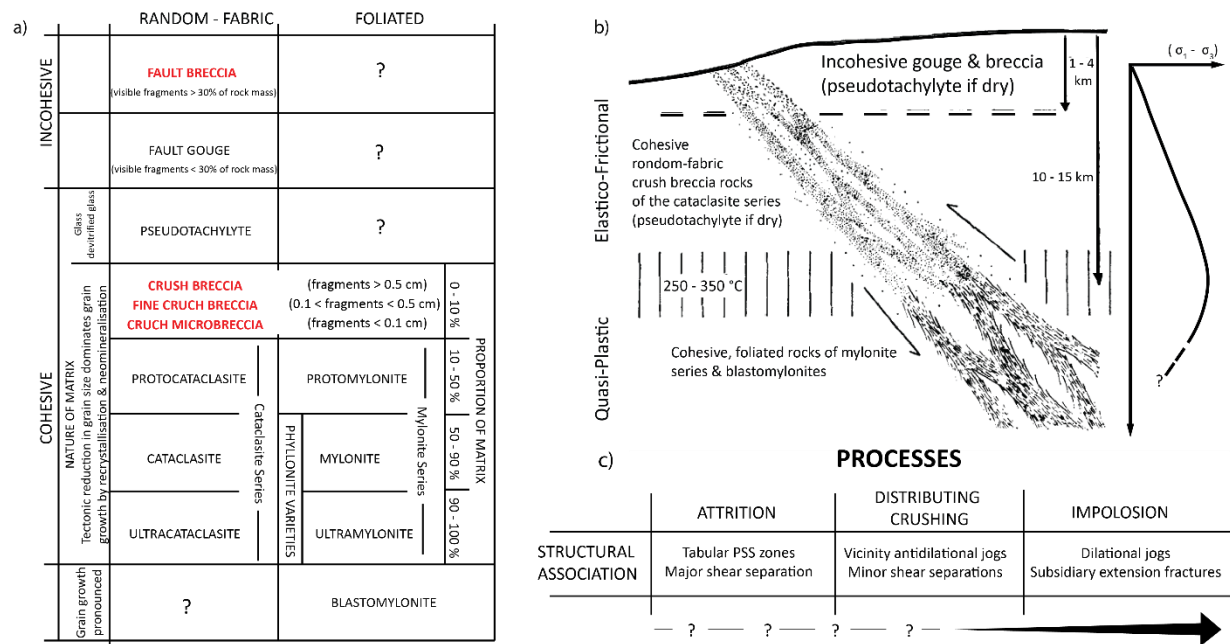 a)
RANDOM - FABRIC
FOLIATED
INCOHESIVE
FAULT BRECCIA
(visible fragments > 30% of rock mass)
?
FAULT GOUGE
(visible fragments < 30% of rock mass)
?
COHESIVE
NATURE OF MATRIX
Glass
devitrified glass
PSEUDOTACHYLYTE
?
Tectonic reduction in grain size dominates grain
growth by recrystallisation & neomineralisation
CRUSH BRECCIA
(fragments > 0.5 cm)
FINE CRUCH BRECCIA
(0.1 < fragments < 0.5 cm)
CRUCH MICROBRECCIA
(fragments < 0.1 cm)
0 - 10 %
PROPORTION OF MATRIX
PROTOCATACLASITE
PROTOMYLONITE
10 - 50 %
Cataclasite Series
Mylonite Series
PHYLLONITE VARIETIES
CATACLASITE
MYLONITE
50 - 90 %
ULTRACATACLASITE
ULTRAMYLONITE
90 - 100 %
Grain growth
pronounced
?
BLASTOMYLONITE
b)
Elastico-Frictional
Quasi-Plastic
Incohesive gouge & breccia
(pseudotachylyte if dry)
1 - 4
km
(σ₁ - σ₃)
Cohesive
rondom-fabric
crush breccia rocks
of the cataclasite series
(pseudotachylyte if dry)
10 - 15 km
250 - 350 °C
Cohesive, foliated rocks of mylonite
series & blastomylonites
?
c)
PROCESSES
ATTRITION
DISTRIBUTING
CRUSHING
IMPOLOSION
STRUCTURAL
ASSOCIATION
Tabular PSS zones
Major shear separation
Vicinity antidilational jogs
Minor shear separations
Dilational jogs
Subsidiary extension fractures
? ? ? ?